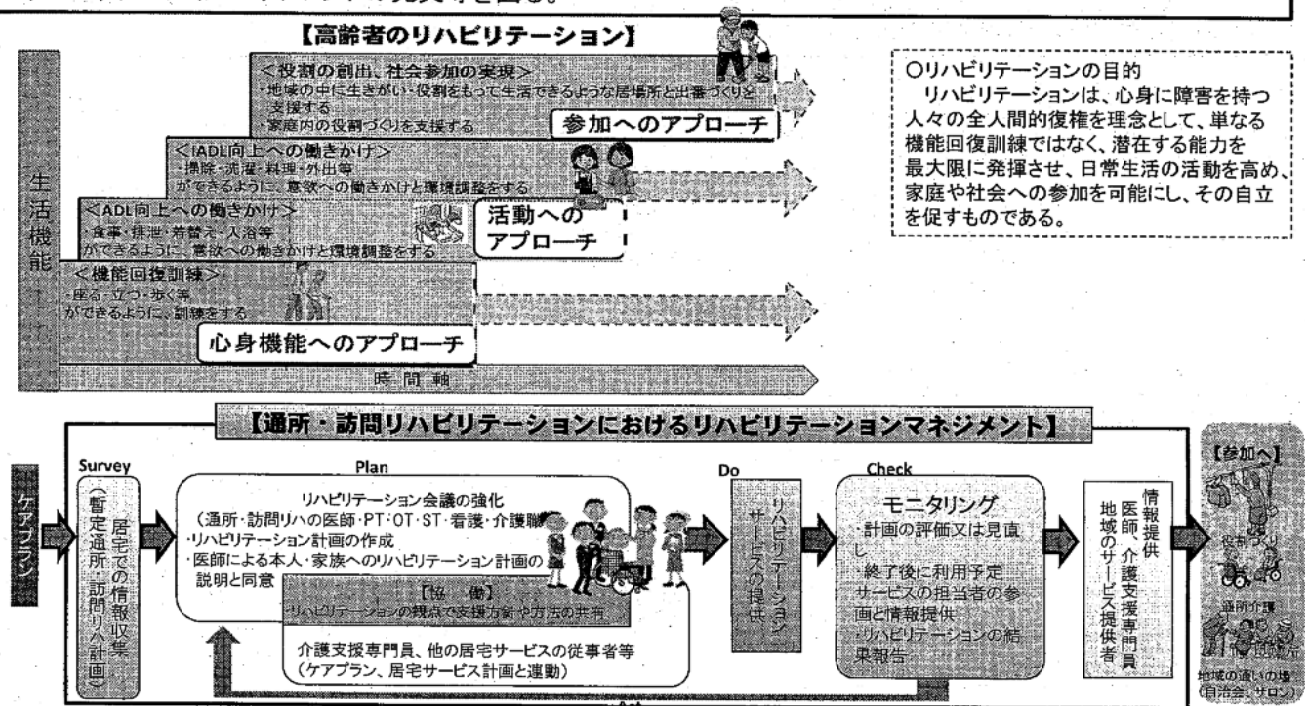 の充実等を図る。
【高齢者のリハビリテーション】
<役割の創出、社会参加の実現>
・地域の中に生きがい・役割をもって生活できるような居場所と出番づくりを
支援する
・家庭内の役割づくりを支援する
参加へのアプローチ
<IADL向上への働きかけ>
・掃除・洗濯・料理・外出等
ができるように、意欲への働きかけと環境調整をする
<ADL向上への働きかけ>
・食事・排泄・着替え・入浴等
ができるように、意欲への働きかけと環境調整をする
活動への
アプローチ
<機能回復訓練>
・座る・立つ・歩く等
ができるように、訓練をする
心身機能へのアプローチ
生活機能
時間軸
○リハビリテーションの目的
リハビリテーションは、心身に障害を持つ
人々の全人間的復権を理念として、単なる
機能回復訓練ではなく、潜在する能力を
最大限に発揮させ、日常生活の活動を高め、
家庭や社会への参加を可能にし、その自立
を促すものである。
【通所・訪問リハビリテーションにおけるリハビリテーションマネジメント】
ケアプラン
Survey
居宅での情報収集
(暫定通所・訪問リハ計画)
Plan
リハビリテーション会議の強化
(通所・訪問リハの医師・PT・OT・ST・看護・介護職)
・リハビリテーション計画の作成
・医師による本人・家族へのリハビリテーション計画の
説明と同意
【協 働】
・リハビリテーションの観点で支援方針や方法の共有
介護支援専門員、他の居宅サービスの従事者等
(ケアプラン、居宅サービス計画と連動)
Do
リハビリテーション
サービスの提供
Check
モニタリング
・計画の評価又は見直
し
・終了後に利用予定
サービスの担当者の参
画と情報提供
・リハビリテーションの結
果報告
情報提供
医師、介護支援専門員
地域のサービス提供者
【参加へ】
役割づくり
通所介護
地域の通いの場
(自治会、サロン)